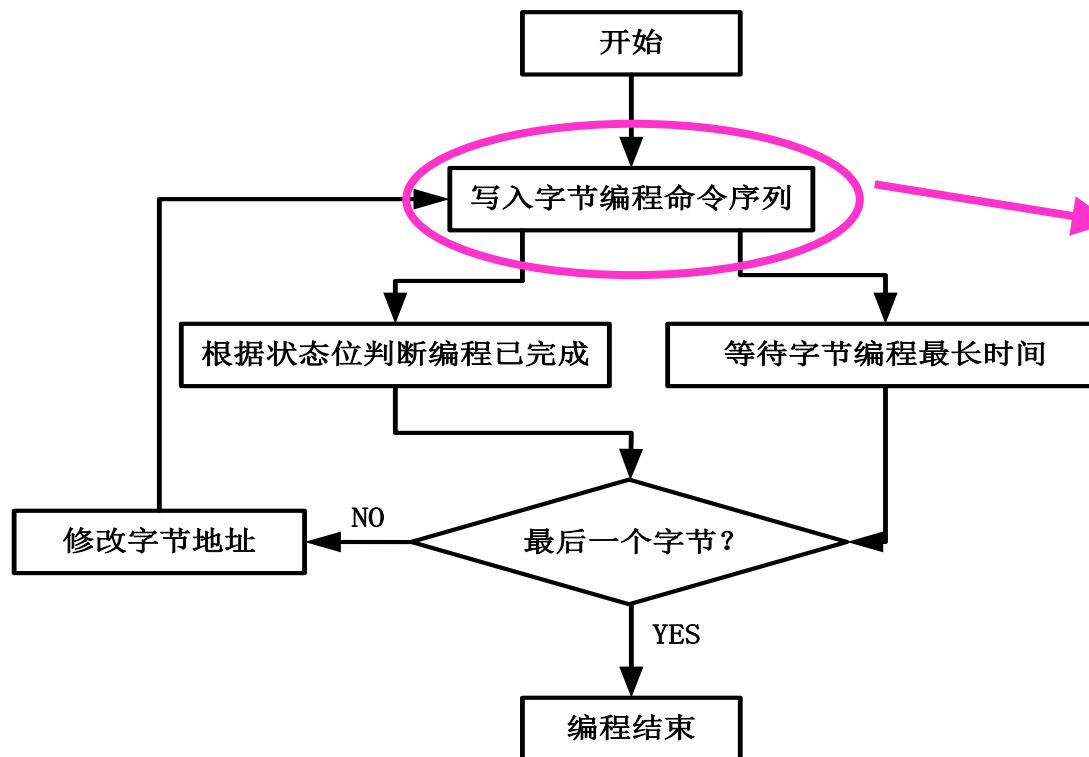 开始
写入字节编程命令序列
根据状态位判断编程已完成
等待字节编程最长时间
修改字节地址
NO
最后一个字节?
YES
编程结束